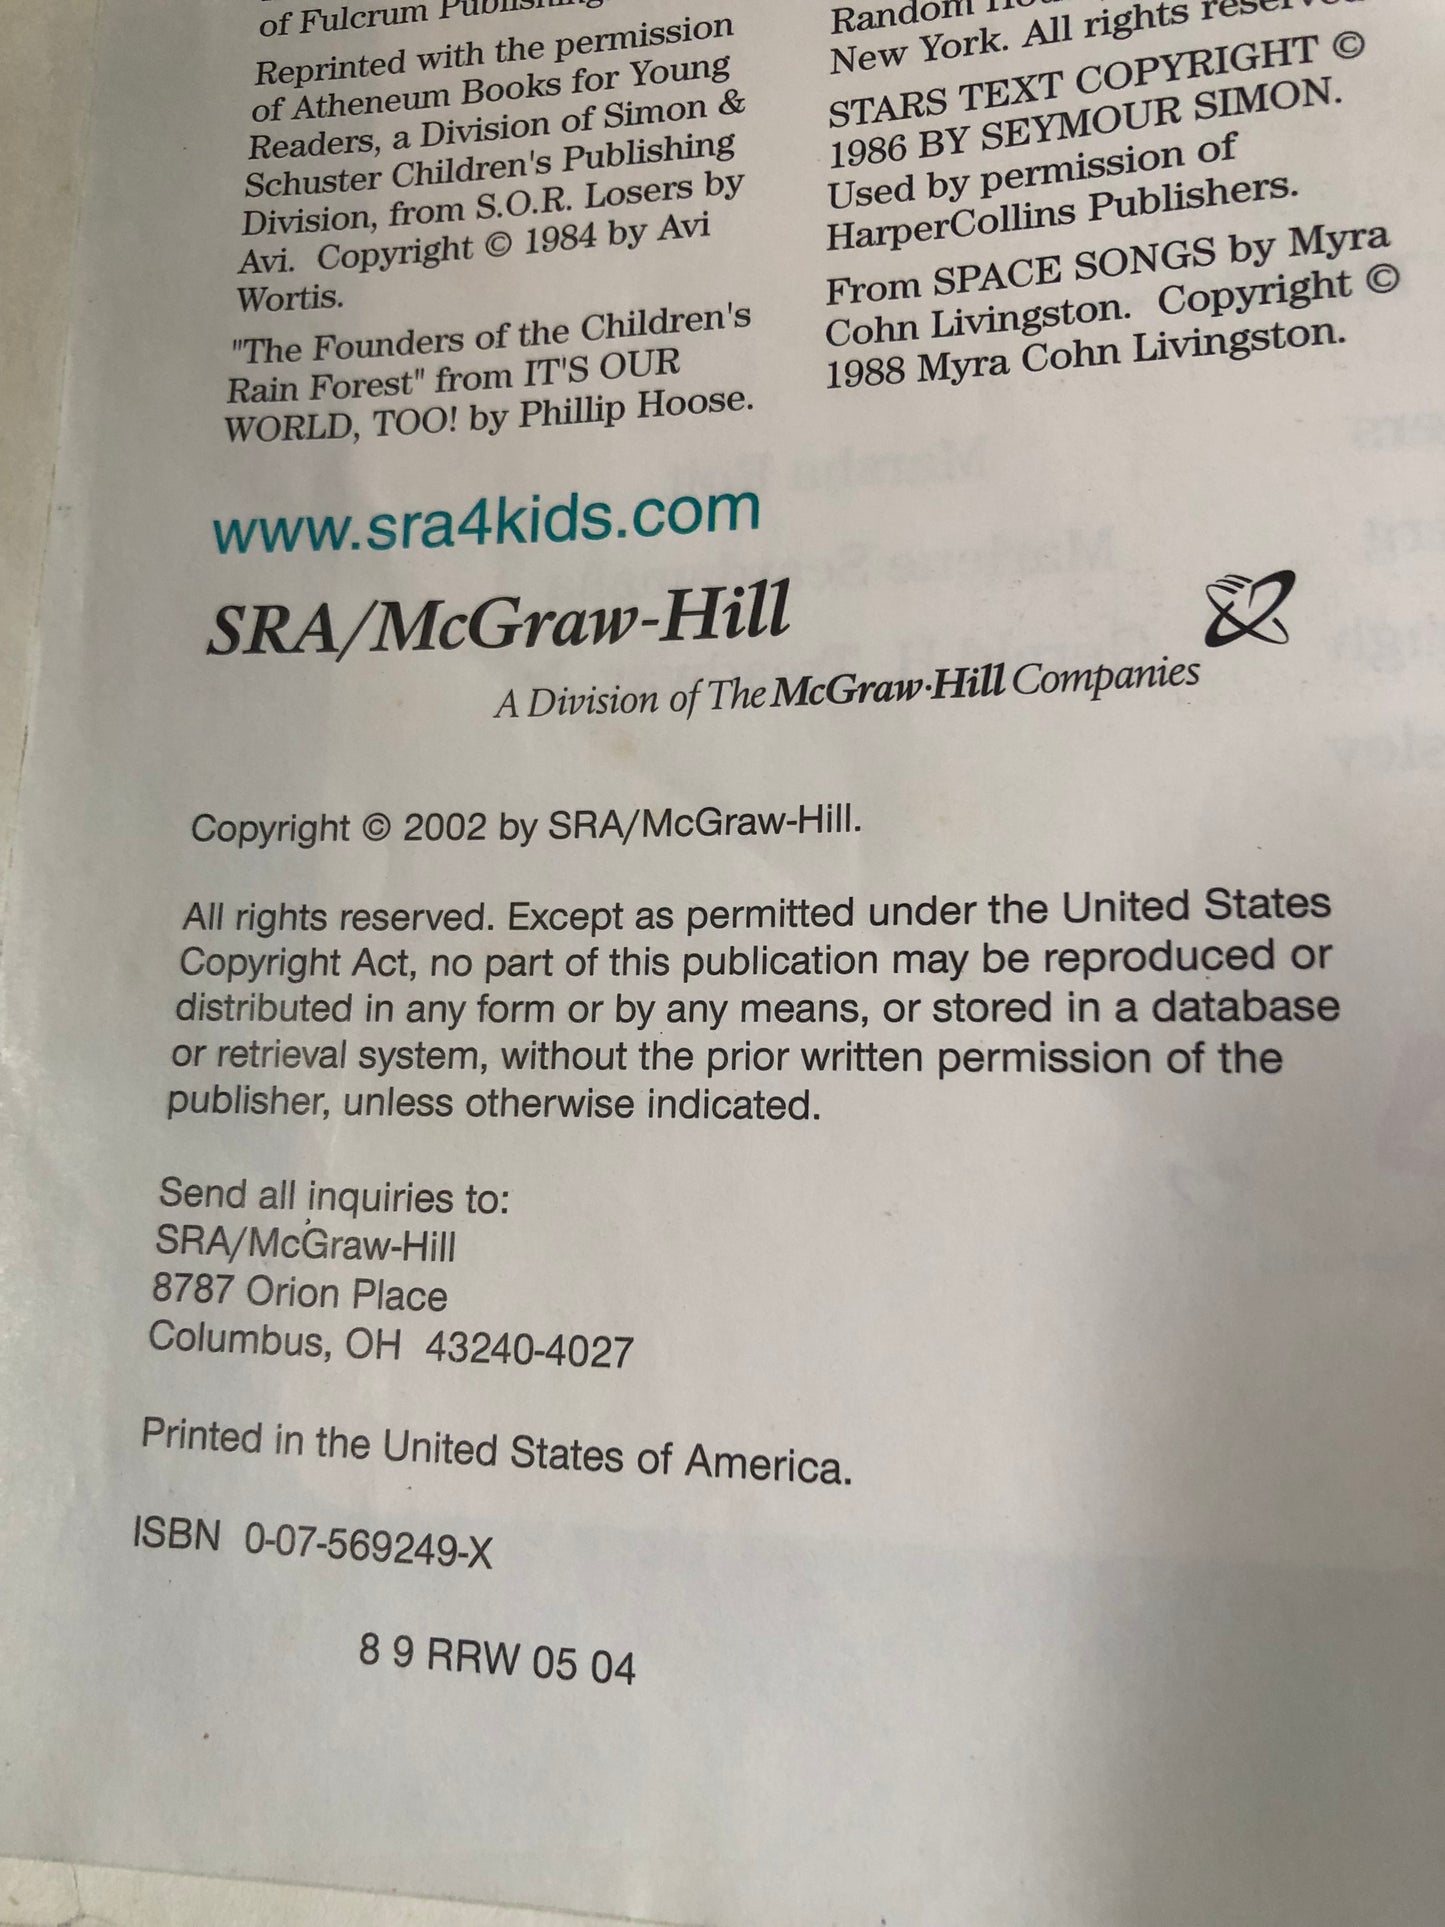 of Fulcrum Publishing.
Reprinted with the permission
of Atheneum Books for Young
Readers, a Division of Simon &
Schuster Children's Publishing
Division, from S.O.R. Losers by
Avi.  Copyright © 1984 by Avi
Wortis.
"The Founders of the Children's
Rain Forest" from IT'S OUR
WORLD, TOO! by Phillip Hoose.
Random
New York. All rights reserved.
STARS TEXT COPYRIGHT ©
1986 BY SEYMOUR SIMON.
Used by permission of
HarperCollins Publishers.
From SPACE SONGS by Myra
Cohn Livingston.  Copyright ©
1988 Myra Cohn Livingston.
www.sra4kids.com
SRA/McGraw-Hill
A Division of The McGraw·Hill Companies
Copyright © 2002 by SRA/McGraw-Hill.
All rights reserved. Except as permitted under the United States
Copyright Act, no part of this publication may be reproduced or
distributed in any form or by any means, or stored in a database
or retrieval system, without the prior written permission of the
publisher, unless otherwise indicated.
Send all inquiries to:
SRA/McGraw-Hill
8787 Orion Place
Columbus, OH  43240-4027
Printed in the United States of America.
ISBN  0-07-569249-X
8 9 RRW 05 04